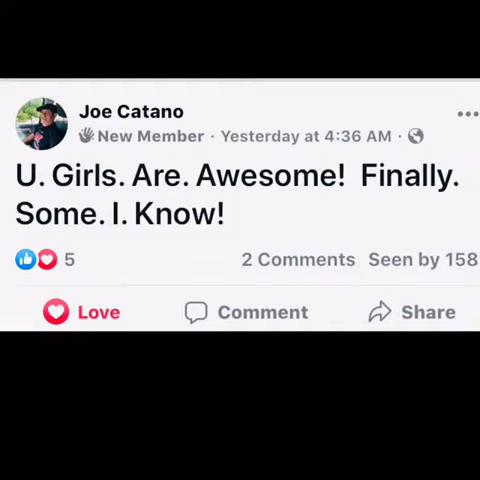 Joe Catano
New Member · Yesterday at 4:36 AM ·
U. Girls. Are. Awesome!  Finally.
Some. I. Know!
5 2 Comments Seen by 158
Love Comment Share